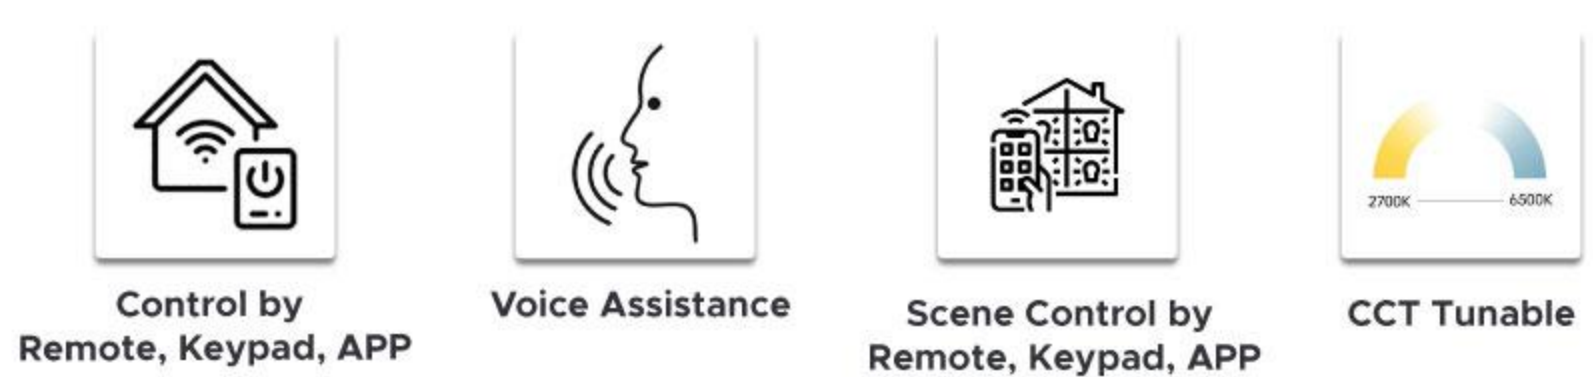 2700K
6500K
Control by
Remote, Keypad, APP
Voice Assistance
Scene Control by
Remote, Keypad, APP
CCT Tunable